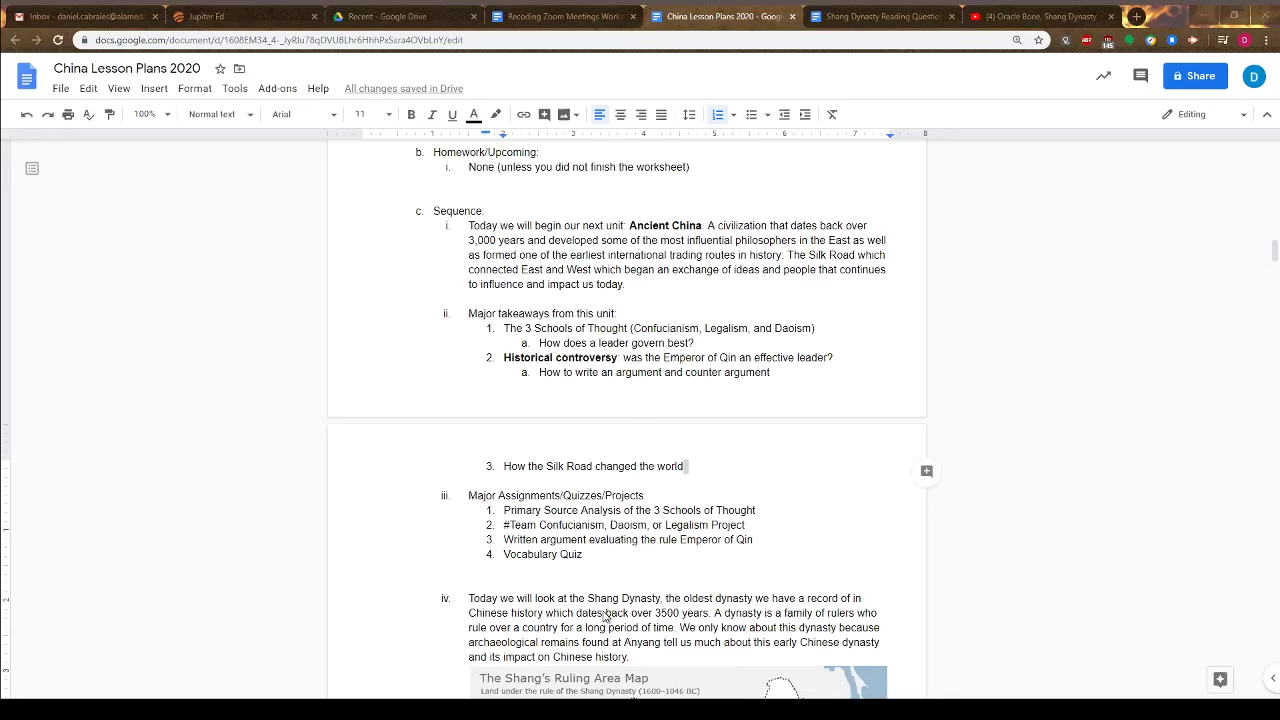 Inbox - daniel.cabrales@alamed
Jupiter Ed
Recent - Google Drive
Recoding Zoom Meetings Works
China Lesson Plans 2020 - Goog
Shang Dynasty Reading Questio
(4) Oracle Bone, Shang Dynasty
China Lesson Plans 2020
File Edit View Insert Format Tools Add-ons Help All changes saved in Drive
Share
D
100% Normal text Arial 11 B I U A Editing
1 2 3 4 5 6 7 8
b. Homework/Upcoming:
i. None (unless you did not finish the worksheet)
c. Sequence:
i. Today we will begin our next unit: Ancient China. A civilization that dates back over
3,000 years and developed some of the most influential philosophers in the East as well
as formed one of the earliest international trading routes in history. The Silk Road which
connected East and West which began an exchange of ideas and people that continues
to influence and impact us today.
ii. Major takeaways from this unit:
1. The 3 Schools of Thought (Confucianism, Legalism, and Daoism)
a. How does a leader govern best?
2. Historical controversy: was the Emperor of Qin an effective leader?
a. How to write an argument and counter argument
3. How the Silk Road changed the world
iii. Major Assignments/Quizzes/Projects
1. Primary Source Analysis of the 3 Schools of Thought
2. #Team Confucianism, Daoism, or Legalism Project
3. Written argument evaluating the rule Emperor of Qin
4. Vocabulary Quiz
iv. Today we will look at the Shang Dynasty, the oldest dynasty we have a record of in
Chinese history which dates back over 3500 years. A dynasty is a family of rulers who
rule over a country for a long period of time. We only know about this dynasty because
archaeological remains found at Anyang tell us much about this early Chinese dynasty
and its impact on Chinese history.
The Shang's Ruling Area Map
Land under the rule of the Shang Dynasty (1600–1046 BC)